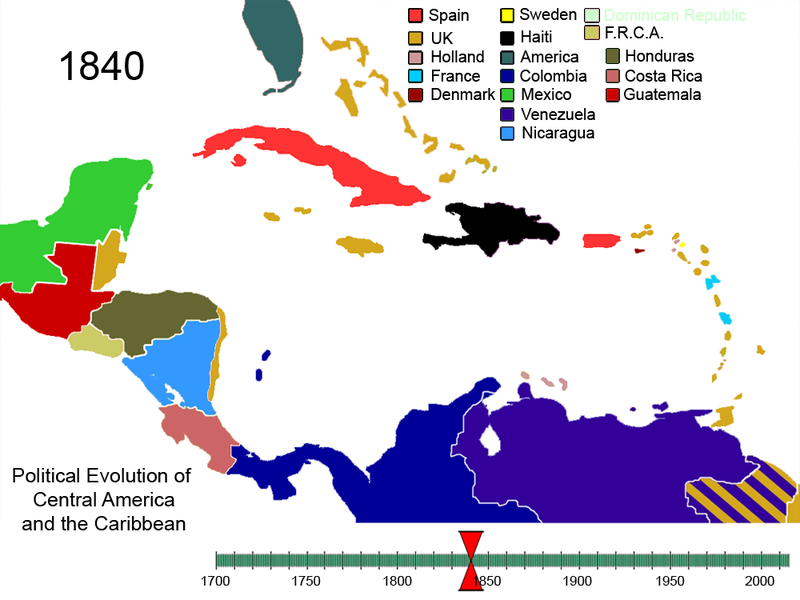 1840
Spain
UK
Holland
France
Denmark
Sweden
Haiti
America
Colombia
Mexico
Venezuela
Nicaragua
Dominican Republic
F.R.C.A.
Honduras
Costa Rica
Guatemala
Political Evolution of
Central America
and the Caribbean
1700 1750 1800 1850 1900 1950 2000